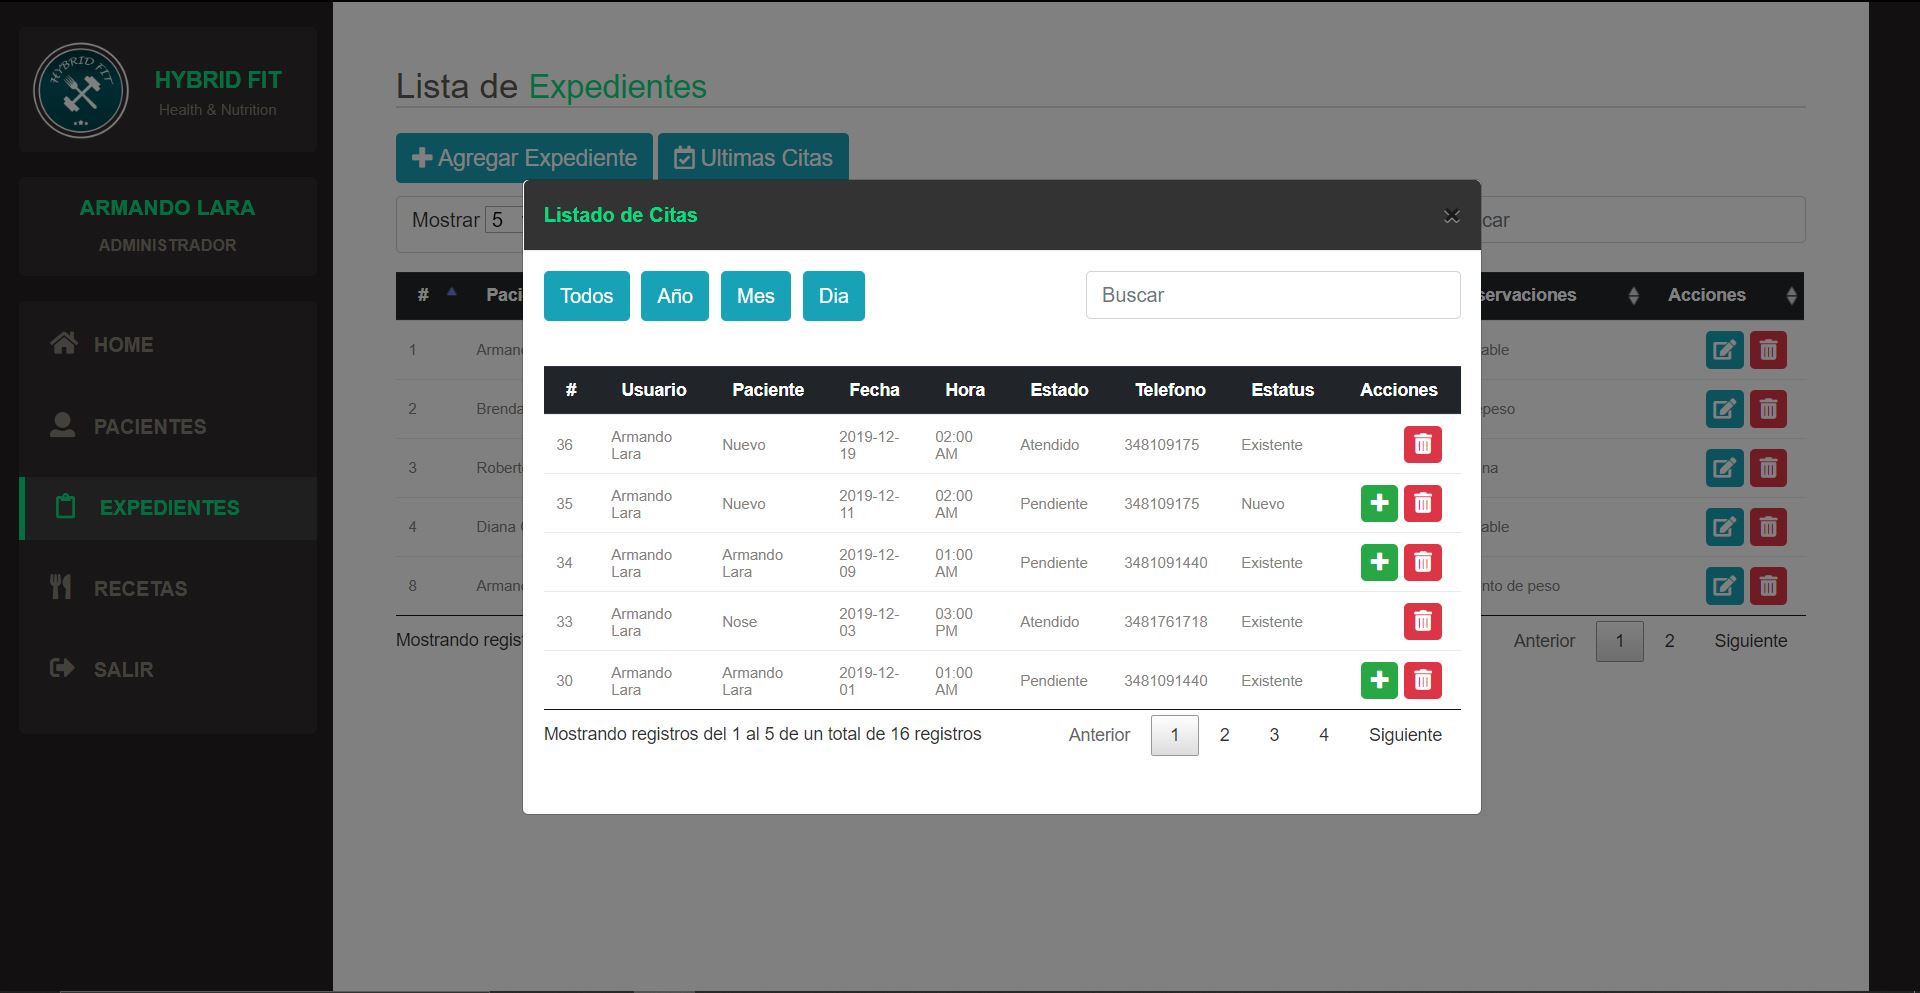 HYBRID FIT
HYBRID FIT
Health & Nutrition
ARMANDO LARA
ADMINISTRADOR
HOME
PACIENTES
EXPEDIENTES
RECETAS
SALIR
Lista de Expedientes
Agregar Expediente Ultimas Citas
Mostrar 5
car
# Paci
servaciones Acciones
1 Arman
able
2 Brenda
peso
3 Robert
na
4 Diana
able
8 Arman
nto de peso
Mostrando regis
Anterior 1 2 Siguiente
Listado de Citas ×
Todos Año Mes Dia Buscar
# Usuario Paciente Fecha Hora Estado Telefono Estatus Acciones
36 Armando Lara Nuevo 2019-12-19 02:00 AM Atendido 348109175 Existente
35 Armando Lara Nuevo 2019-12-11 02:00 AM Pendiente 348109175 Nuevo
34 Armando Lara Armando Lara 2019-12-09 01:00 AM Pendiente 3481091440 Existente
33 Armando Lara Nose 2019-12-03 03:00 PM Atendido 3481761718 Existente
30 Armando Lara Armando Lara 2019-12-01 01:00 AM Pendiente 3481091440 Existente
Mostrando registros del 1 al 5 de un total de 16 registros
Anterior 1 2 3 4 Siguiente